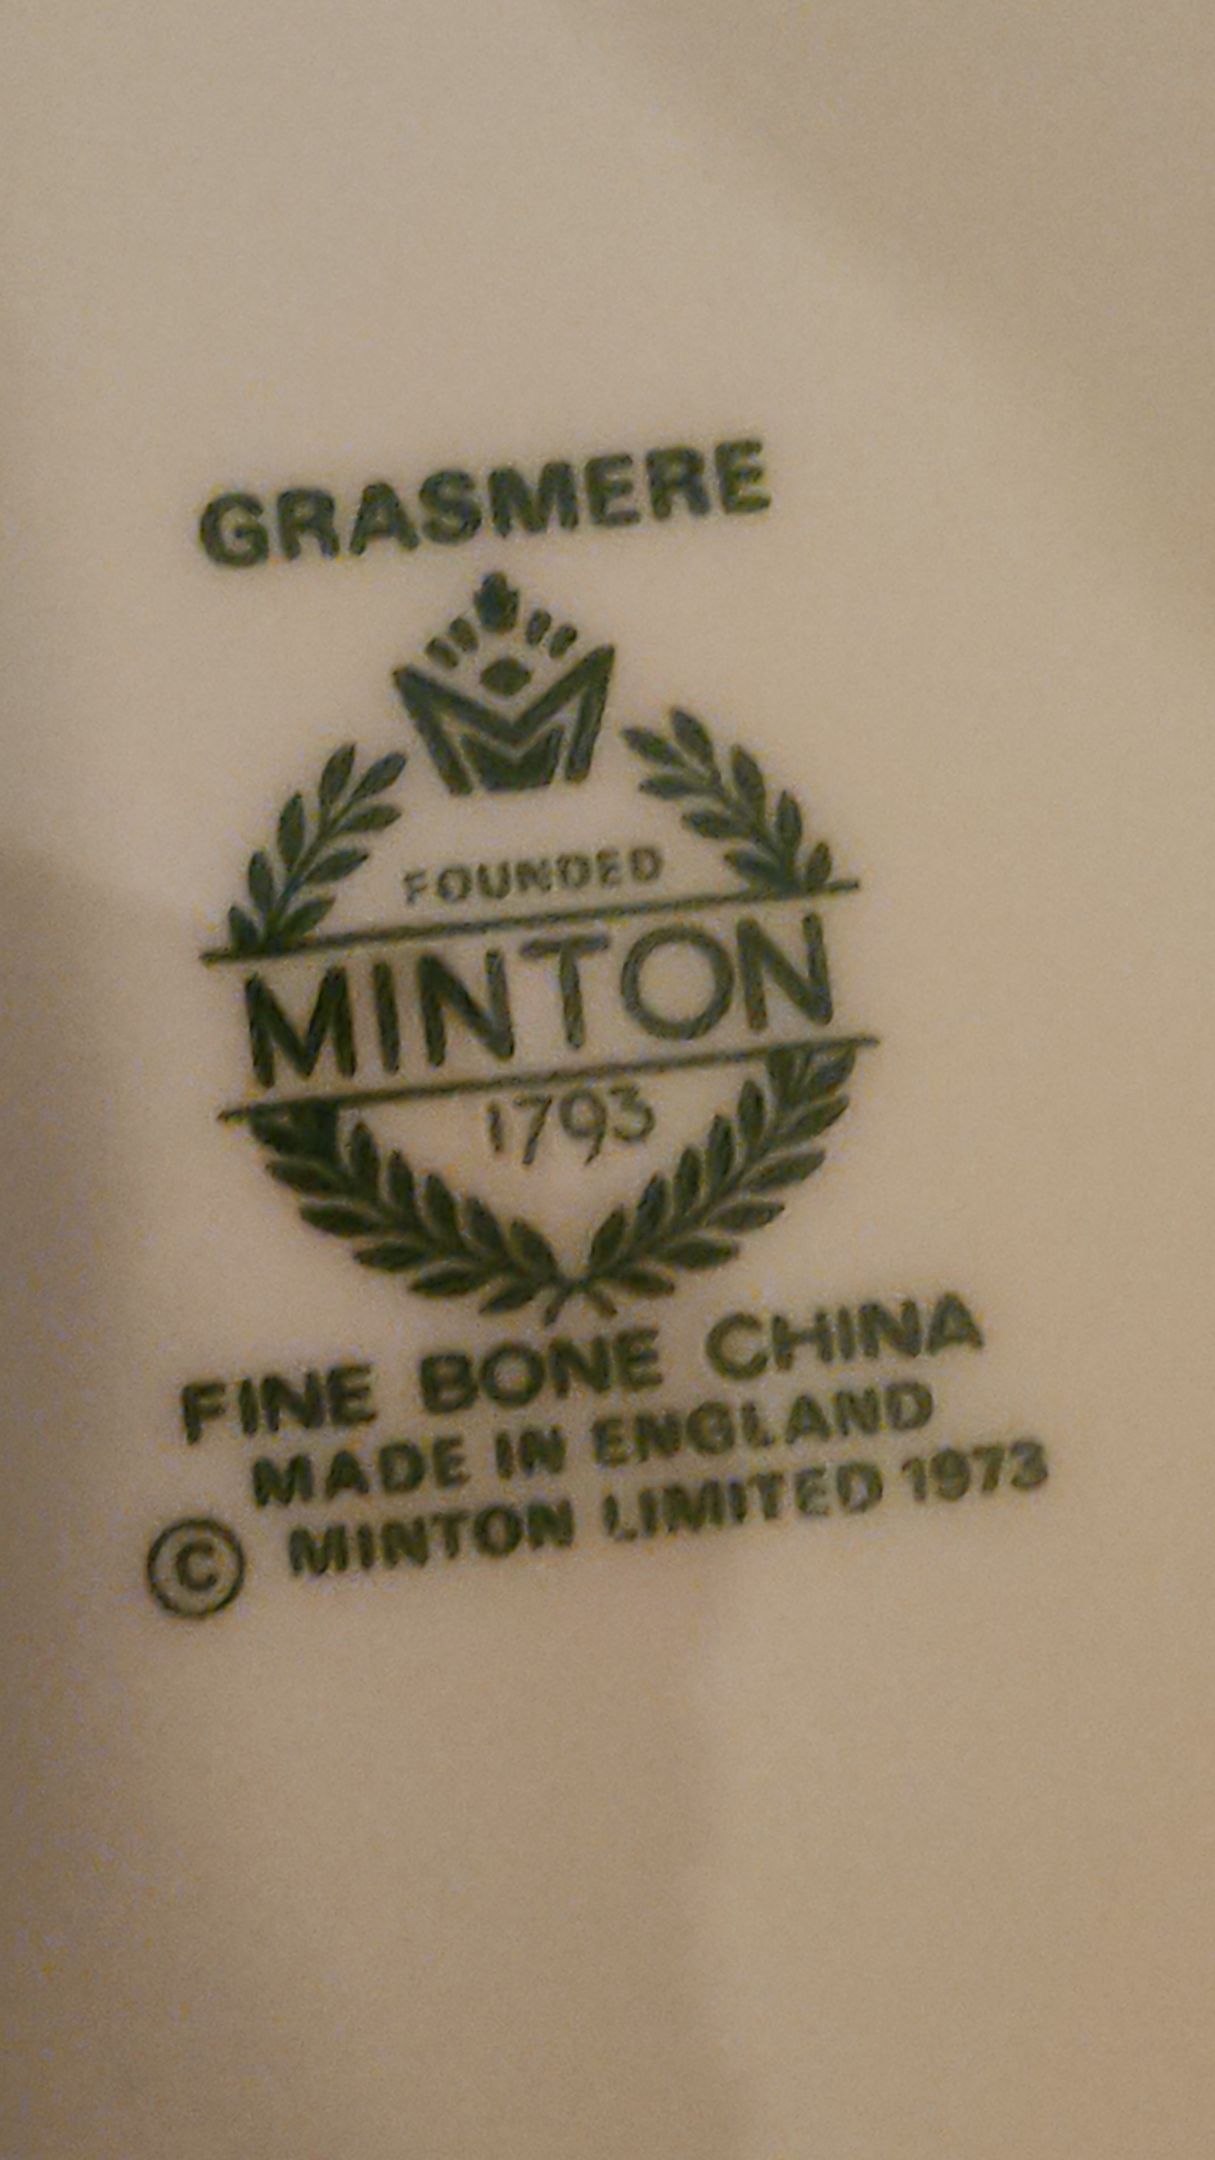 GRASMERE
FOUNDED
MINTON
1793
FINE BONE CHINA
MADE IN ENGLAND
© MINTON LIMITED 1973